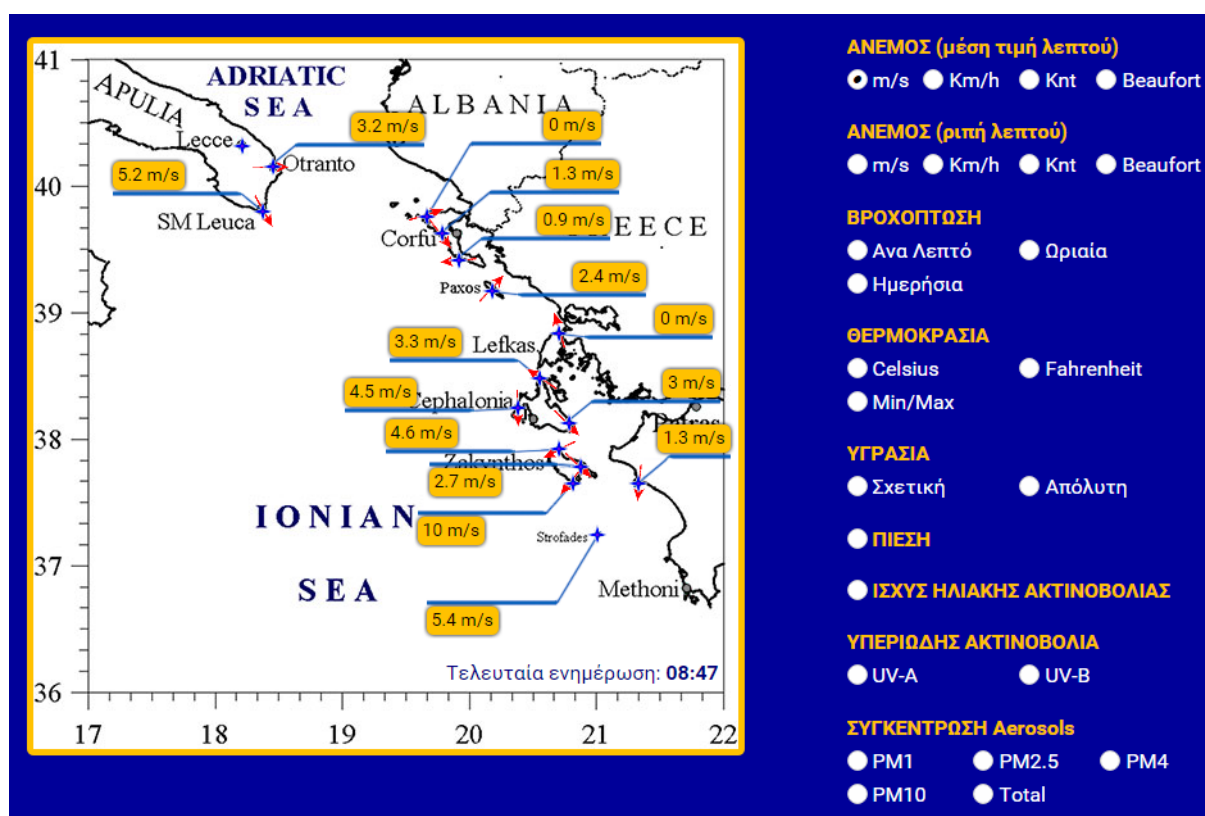 41
ADRIATIC
SEA
APULIA
ALBANIA
3.2 m/s
0 m/s
Lecce
Otranto
5.2 m/s
1.3 m/s
40
SM Leuca
0.9 m/s
Corfu
EECE
2.4 m/s
Paxos
39
0 m/s
3.3 m/s
Lefkas
3 m/s
4.5 m/s
Cephalonia
38
4.6 m/s
Patras
1.3 m/s
Zakynthos
2.7 m/s
IONIAN
10 m/s
Strofades
37
SEA
Methoni
5.4 m/s
Τελευταία ενημέρωση: 08:47
36
17 18 19 20 21 22
ΑΝΕΜΟΣ (μέση τιμή λεπτού)
m/s Km/h Knt Beaufort
ΑΝΕΜΟΣ (ριπή λεπτού)
m/s Km/h Knt Beaufort
ΒΡΟΧΟΠΤΩΣΗ
Ανα Λεπτό Ωριαία
Ημερήσια
ΘΕΡΜΟΚΡΑΣΙΑ
Celsius Fahrenheit
Min/Max
ΥΓΡΑΣΙΑ
Σχετική Απόλυτη
ΠΙΕΣΗ
ΙΣΧΥΣ ΗΛΙΑΚΗΣ ΑΚΤΙΝΟΒΟΛΙΑΣ
ΥΠΕΡΙΩΔΗΣ ΑΚΤΙΝΟΒΟΛΙΑ
UV-A UV-B
ΣΥΓΚΕΝΤΡΩΣΗ Aerosols
PM1 PM2.5 PM4
PM10 Total